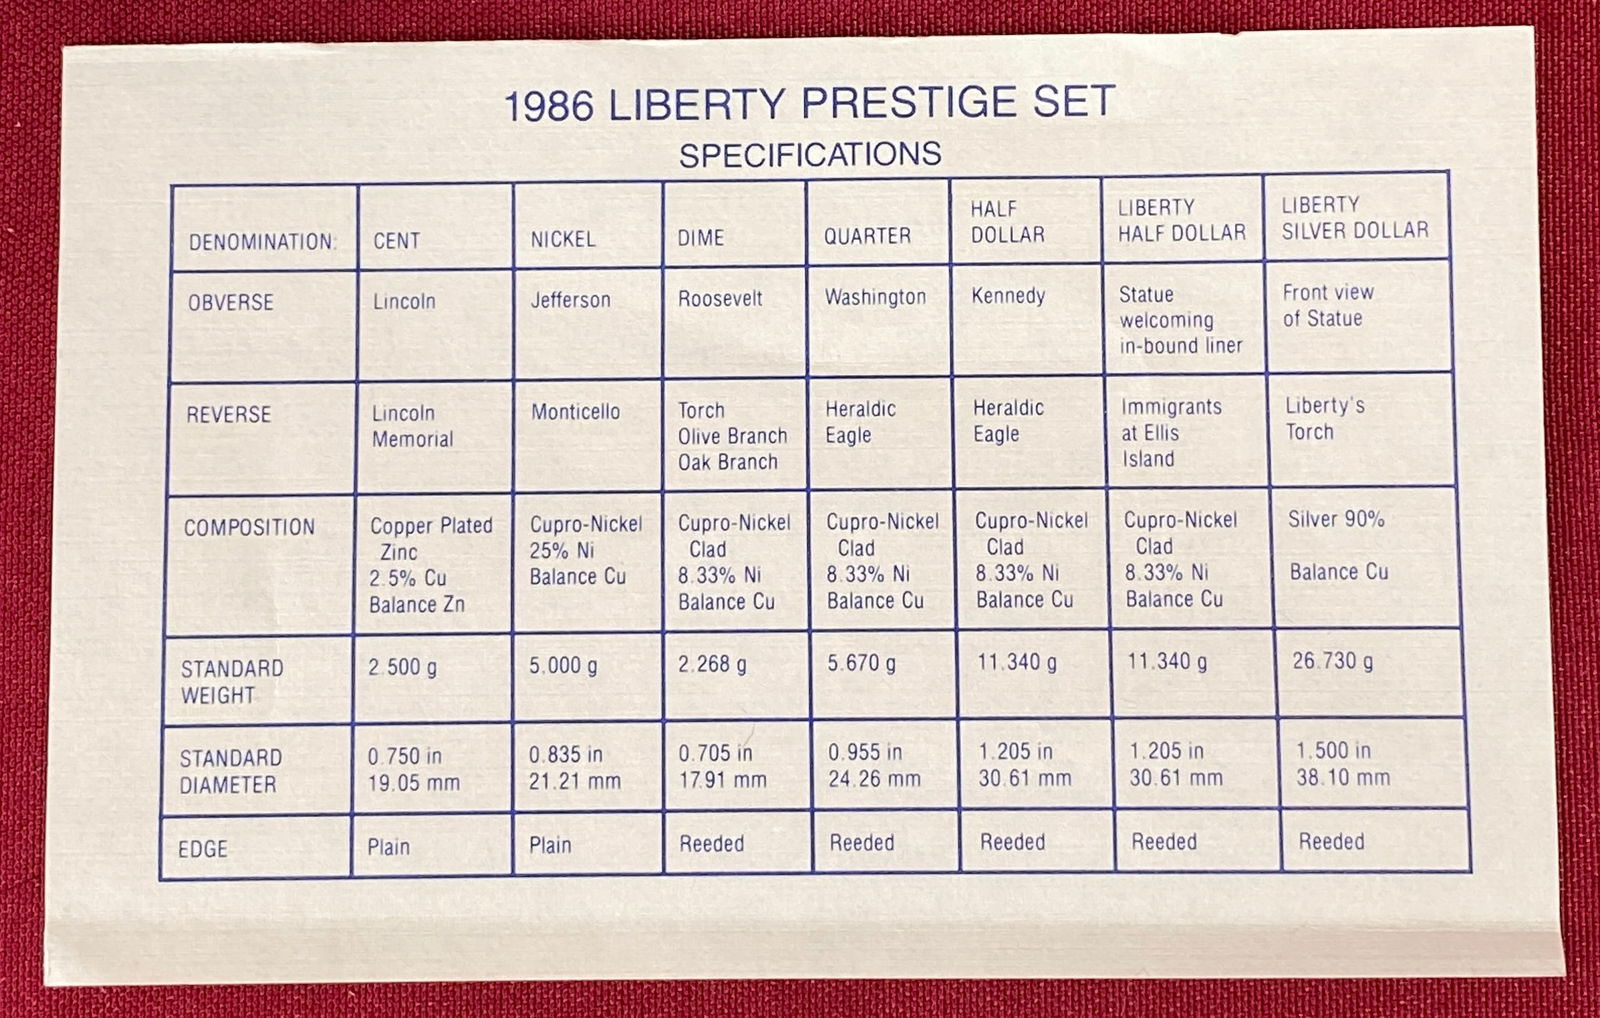 1986 LIBERTY PRESTIGE SET
SPECIFICATIONS
DENOMINATION: CENT NICKEL DIME QUARTER HALF DOLLAR LIBERTY HALF DOLLAR LIBERTY SILVER DOLLAR
OBVERSE
Lincoln
Jefferson
Roosevelt
Washington
Kennedy
Statue
welcoming
in-bound liner
Front view
of Statue
REVERSE
Lincoln
Memorial
Monticello
Torch
Olive Branch
Oak Branch
Heraldic
Eagle
Heraldic
Eagle
Immigrants
at Ellis
Island
Liberty's
Torch
COMPOSITION
Copper Plated
Zinc
2.5% Cu
Balance Zn
Cupro-Nickel
25% Ni
Balance Cu
Cupro-Nickel
Clad
8.33% Ni
Balance Cu
Cupro-Nickel
Clad
8.33% Ni
Balance Cu
Cupro-Nickel
Clad
8.33% Ni
Balance Cu
Cupro-Nickel
Clad
8.33% Ni
Balance Cu
Silver 90%
Balance Cu
STANDARD
WEIGHT
2.500 g
5.000 g
2.268 g
5.670 g
11.340 g
11.340 g
26.730 g
STANDARD
DIAMETER
0.750 in
19.05 mm
0.835 in
21.21 mm
0.705 in
17.91 mm
0.955 in
24.26 mm
1.205 in
30.61 mm
1.205 in
30.61 mm
1.500 in
38.10 mm
EDGE
Plain
Plain
Reeded
Reeded
Reeded
Reeded
Reeded